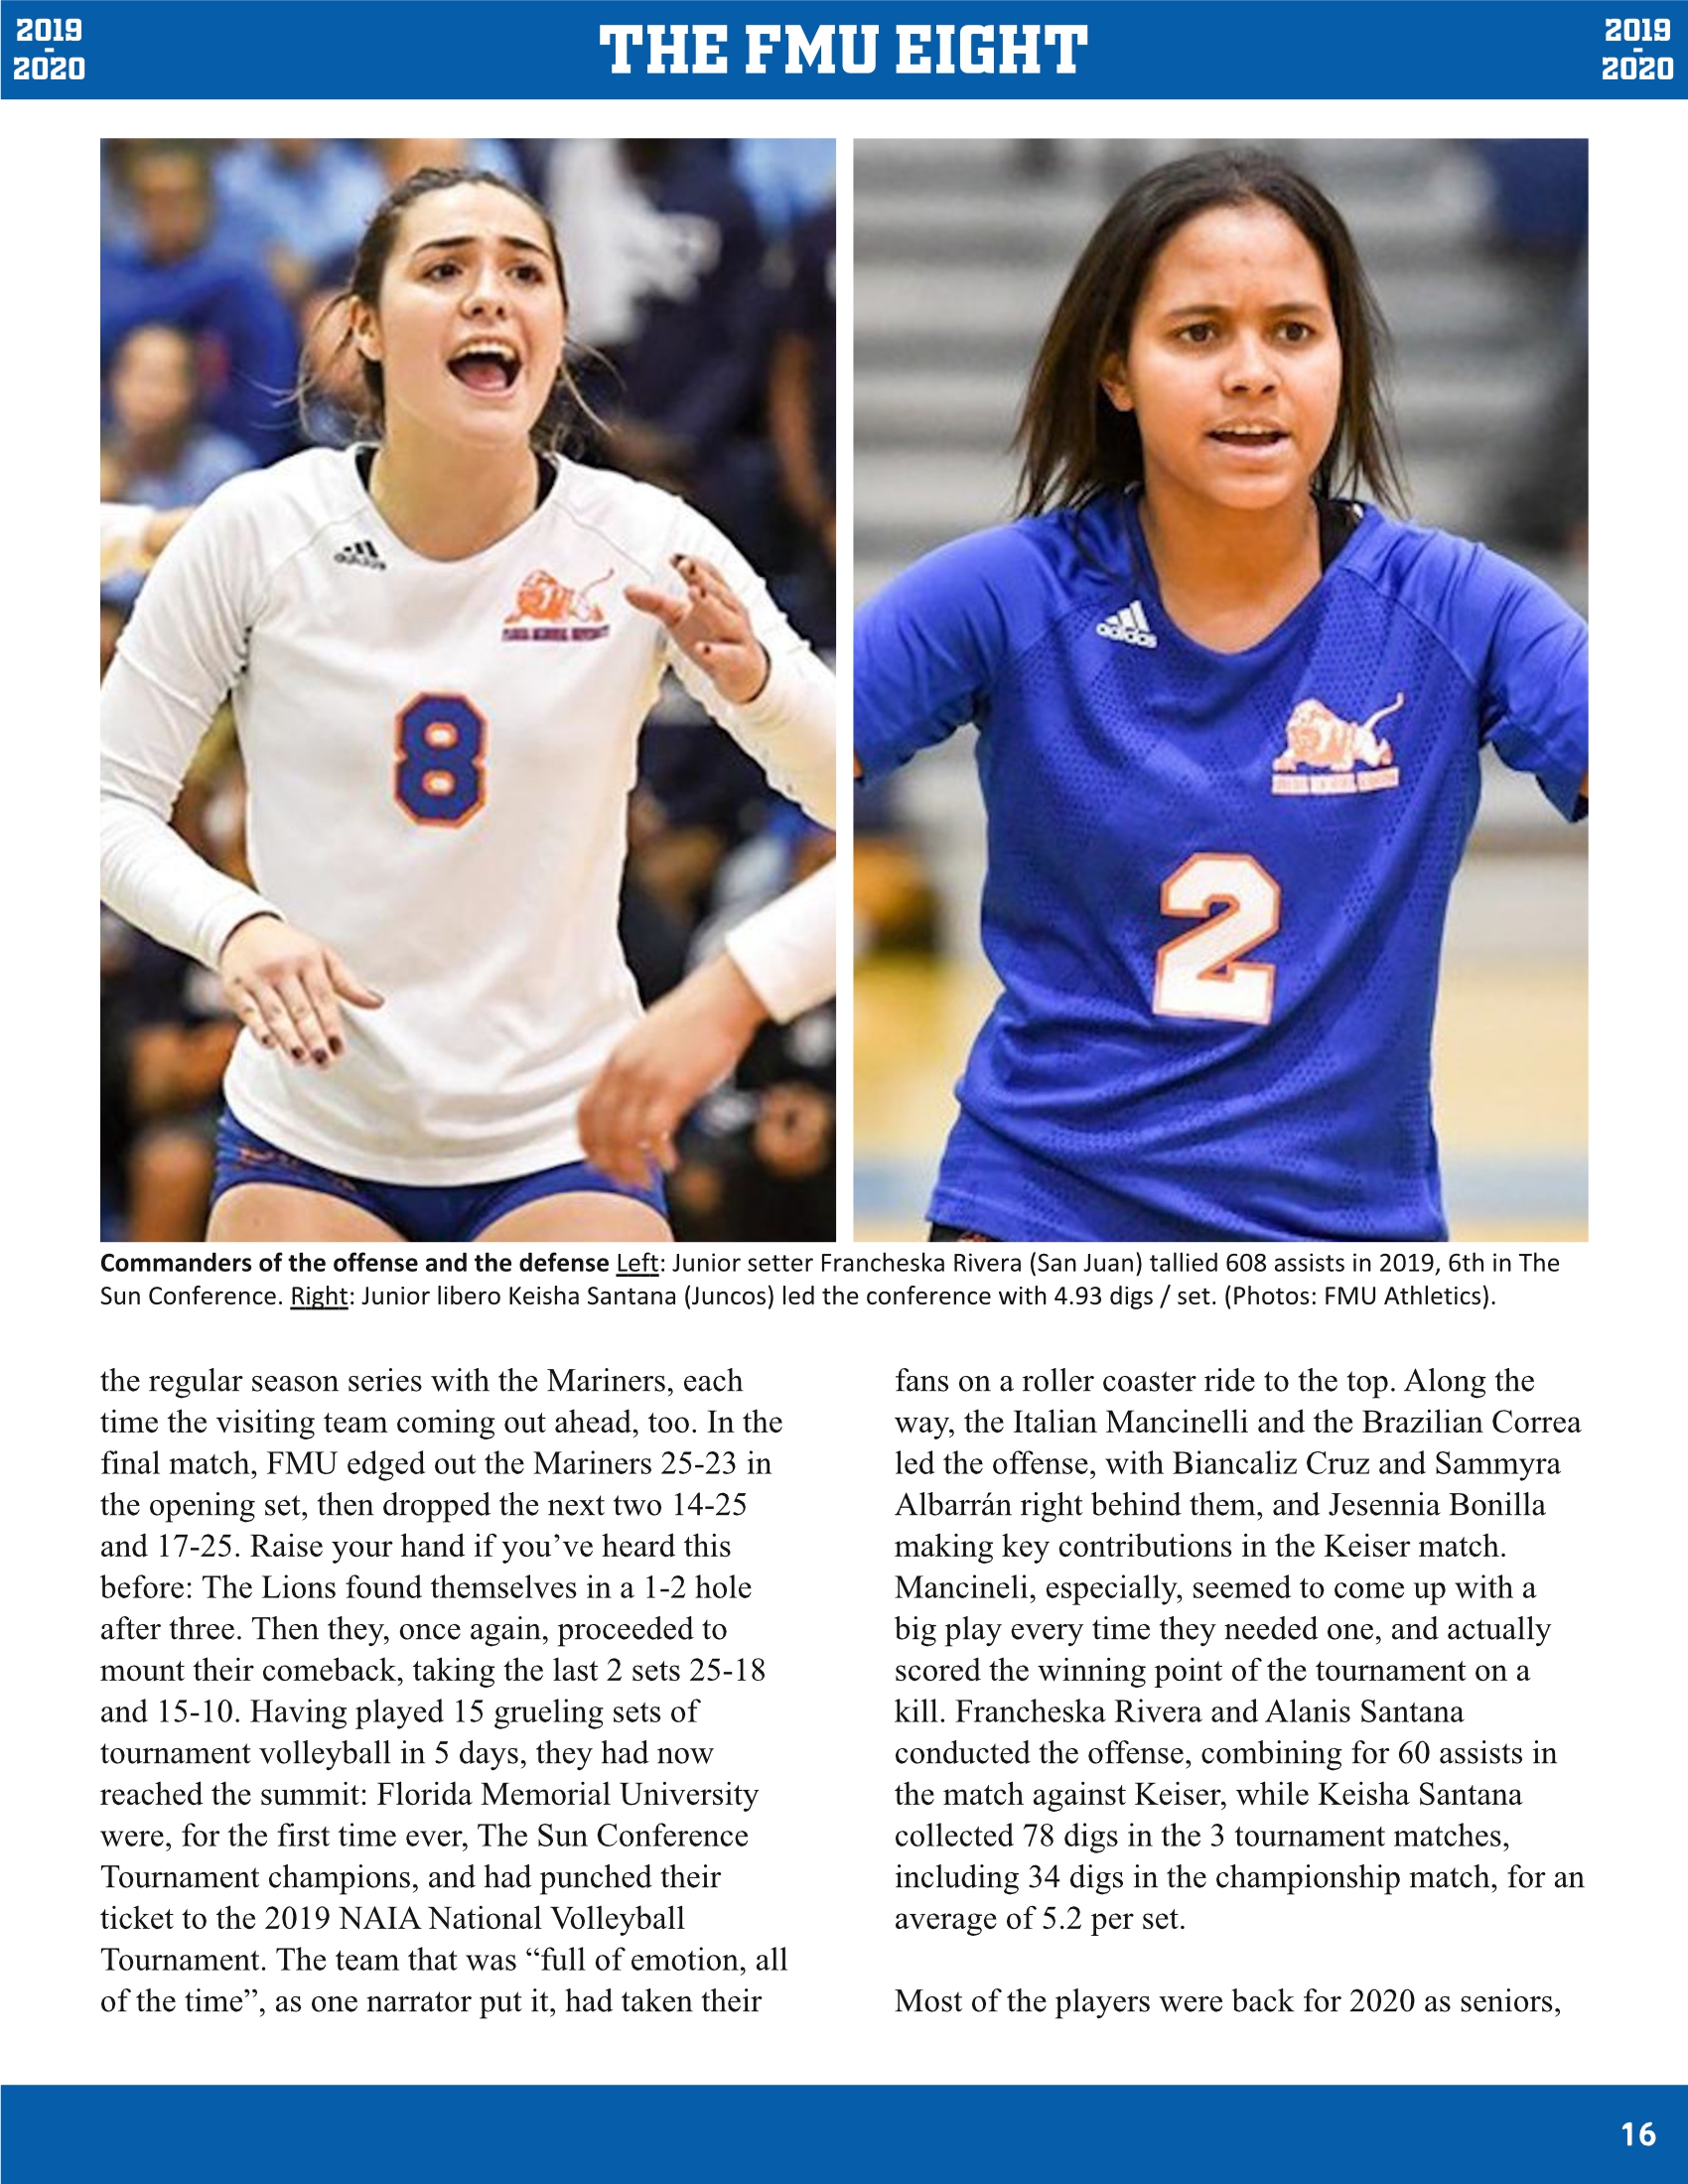 2019
-
2020
THE FMU EIGHT
2019
-
2020
adidas
8
adidas
2
Commanders of the offense and the defense Left: Junior setter Francheska Rivera (San Juan) tallied 608 assists in 2019, 6th in The
Sun Conference. Right: Junior libero Keisha Santana (Juncos) led the conference with 4.93 digs / set. (Photos: FMU Athletics).
the regular season series with the Mariners, each
time the visiting team coming out ahead, too. In the
final match, FMU edged out the Mariners 25-23 in
the opening set, then dropped the next two 14-25
and 17-25. Raise your hand if you’ve heard this
before: The Lions found themselves in a 1-2 hole
after three. Then they, once again, proceeded to
mount their comeback, taking the last 2 sets 25-18
and 15-10. Having played 15 grueling sets of
tournament volleyball in 5 days, they had now
reached the summit: Florida Memorial University
were, for the first time ever, The Sun Conference
Tournament champions, and had punched their
ticket to the 2019 NAIA National Volleyball
Tournament. The team that was “full of emotion, all
of the time”, as one narrator put it, had taken their
fans on a roller coaster ride to the top. Along the
way, the Italian Mancinelli and the Brazilian Correa
led the offense, with Biancaliz Cruz and Sammyra
Albarrán right behind them, and Jesennia Bonilla
making key contributions in the Keiser match.
Mancineli, especially, seemed to come up with a
big play every time they needed one, and actually
scored the winning point of the tournament on a
kill. Francheska Rivera and Alanis Santana
conducted the offense, combining for 60 assists in
the match against Keiser, while Keisha Santana
collected 78 digs in the 3 tournament matches,
including 34 digs in the championship match, for an
average of 5.2 per set.
Most of the players were back for 2020 as seniors,
16